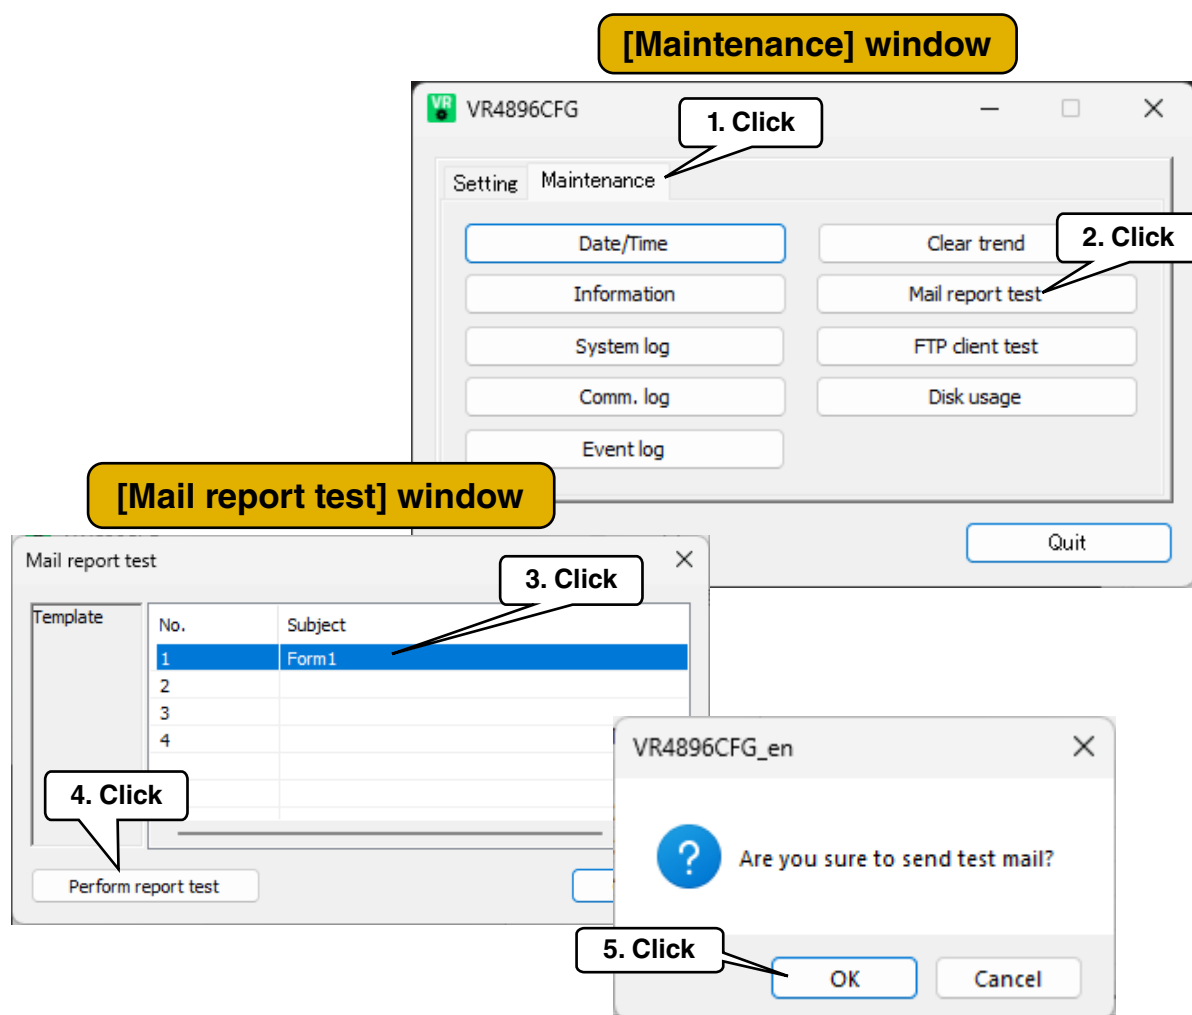 [Maintenance] window
VR
VR4896CFG
1. Click
Setting Maintenance
Date/Time Clear trend
2. Click
Information Mail report test
System log FTP client test
Comm. log Disk usage
Event log
Quit
[Mail report test] window
Mail report test
3. Click
Template
No. Subject
1 Form1
2
3
4
4. Click
Perform report test
VR4896CFG_en
? Are you sure to send test mail?
5. Click
OK Cancel